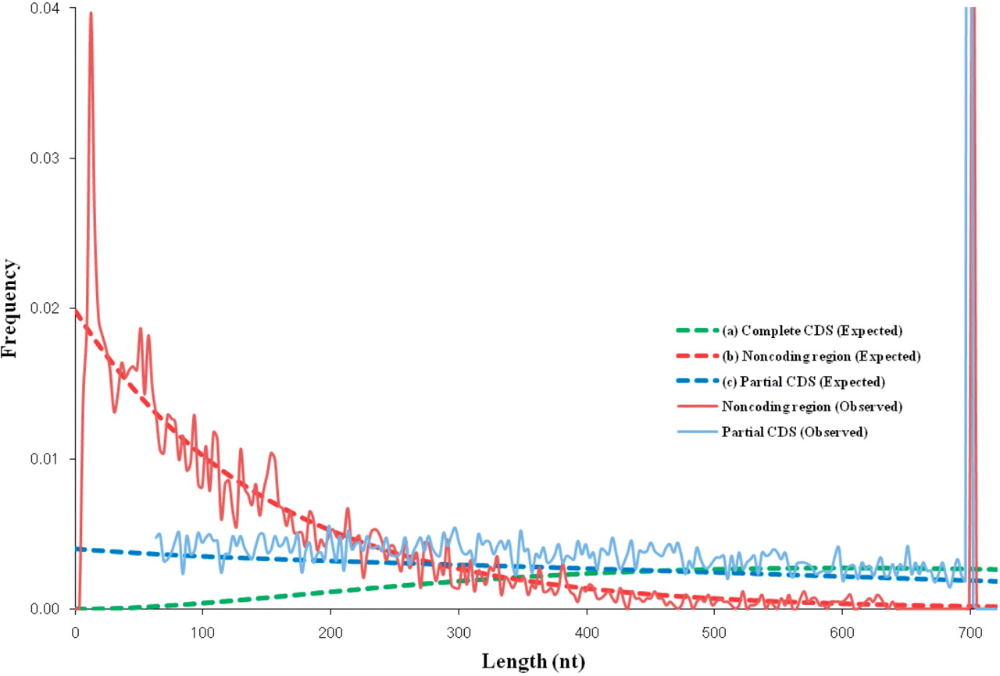 0.04
0.03
0.02
0.01
0.00
Frequency
(a) Complete CDS (Expected)
(b) Noncoding region (Expected)
(c) Partial CDS (Expected)
Noncoding region (Observed)
Partial CDS (Observed)
0 100 200 300 400 500 600 700
Length (nt)